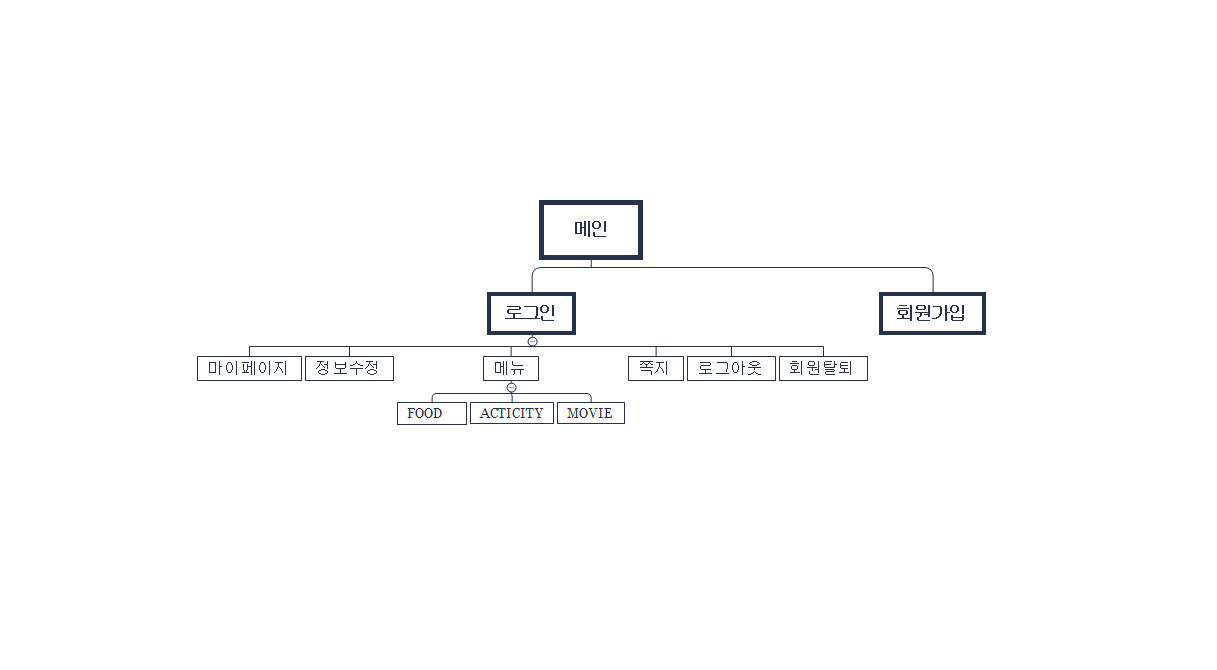 메인
로그인
회원가입
마이페이지
정보수정
메뉴
쪽지
로그아웃
회원탈퇴
FOOD
ACTICITY
MOVIE